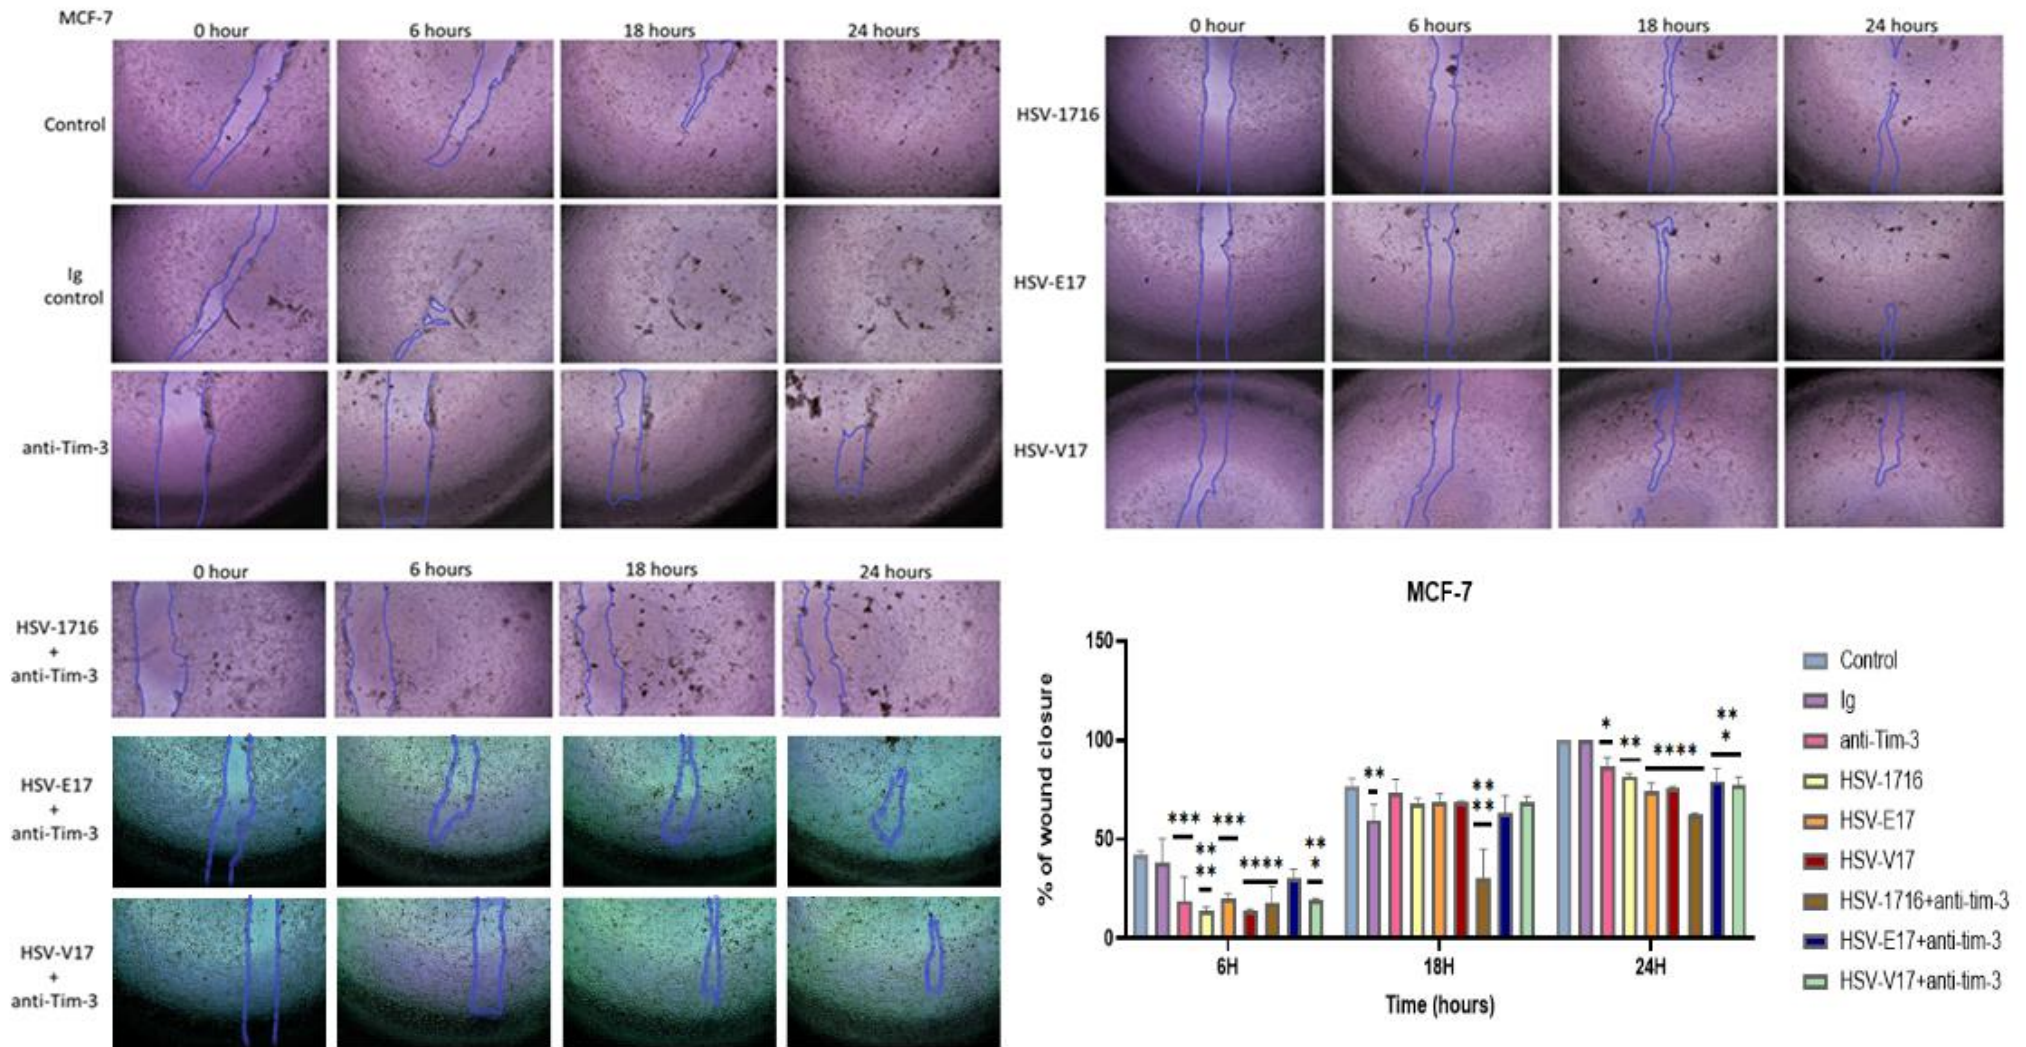 MCF-7
0 hour
6 hours
18 hours
24 hours
Control
Ig
control
anti-Tim-3
0 hour
6 hours
18 hours
24 hours
HSV-1716
HSV-E17
HSV-V17
0 hour
6 hours
18 hours
24 hours
HSV-1716
+
anti-Tim-3
HSV-E17
+
anti-Tim-3
HSV-V17
+
anti-Tim-3
MCF-7
% of wound closure
150
100
50
0
***
**
**
***
****
**
*
**
**
**
*
**
****
**
*
6H
18H
24H
Time (hours)
Control
Ig
anti-Tim-3
HSV-1716
HSV-E17
HSV-V17
HSV-1716+anti-tim-3
HSV-E17+anti-tim-3
HSV-V17+anti-tim-3